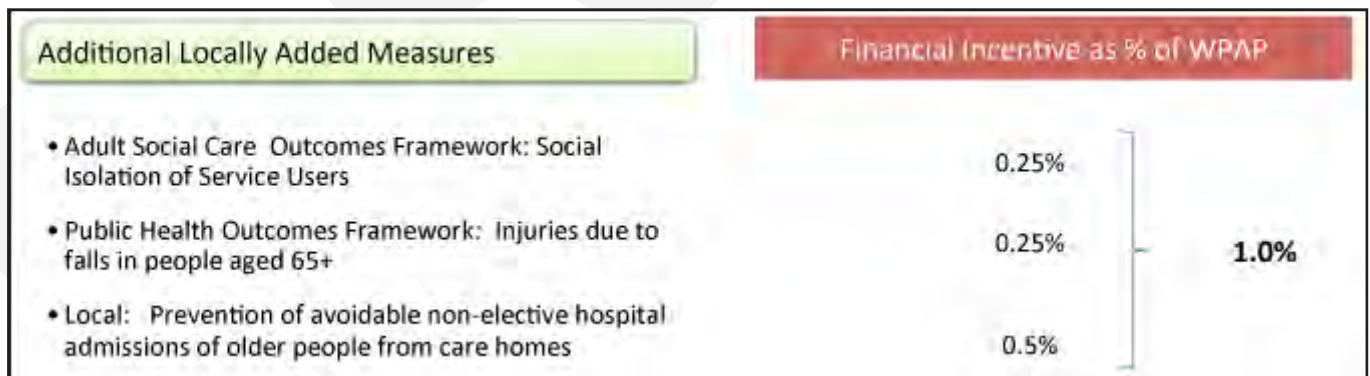 Additional Locally Added Measures
Financial Incentive as % of WPAP
• Adult Social Care Outcomes Framework: Social
Isolation of Service Users
0.25%
• Public Health Outcomes Framework: Injuries due to
falls in people aged 65+
0.25%
1.0%
• Local: Prevention of avoidable non-elective hospital
admissions of older people from care homes
0.5%